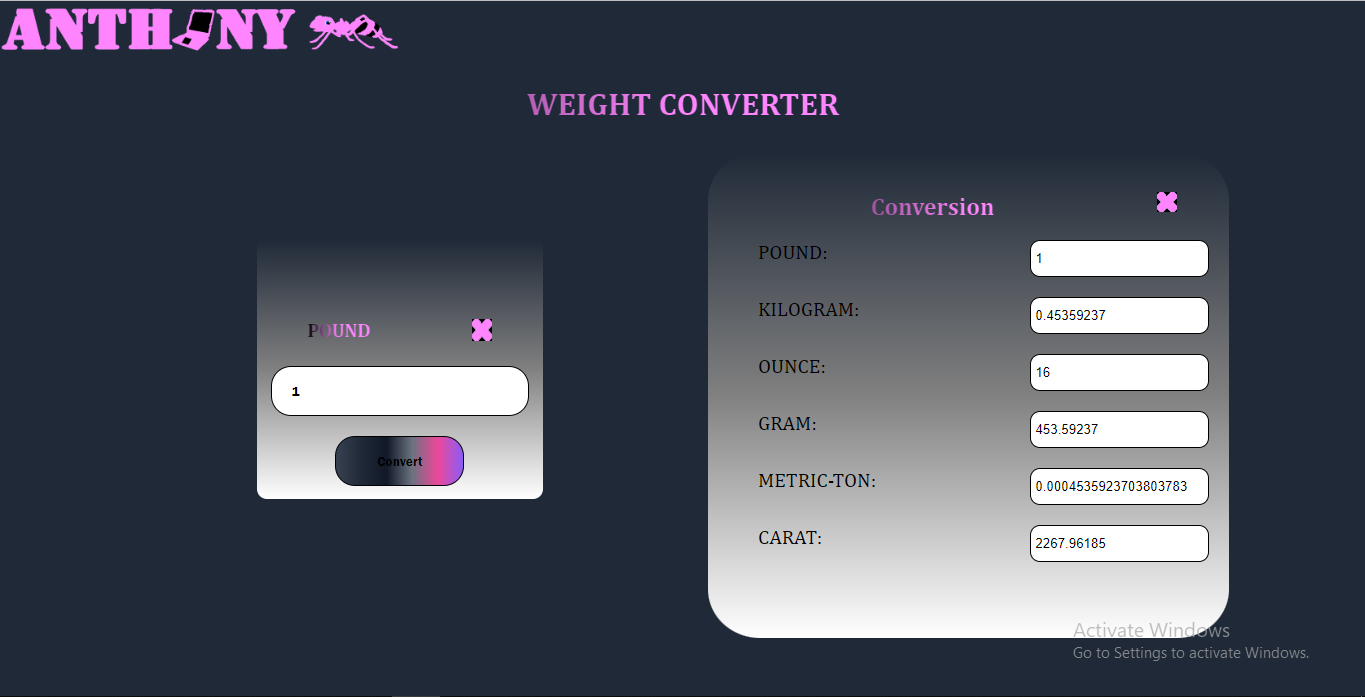 ANTHONY
WEIGHT CONVERTER
POUND
1
Convert
Conversion
POUND:
1
KILOGRAM:
0.45359237
OUNCE:
16
GRAM:
453.59237
METRIC-TON:
0.0004535923703803783
CARAT:
2267.96185
Activate Windows
Go to Settings to activate Windows.